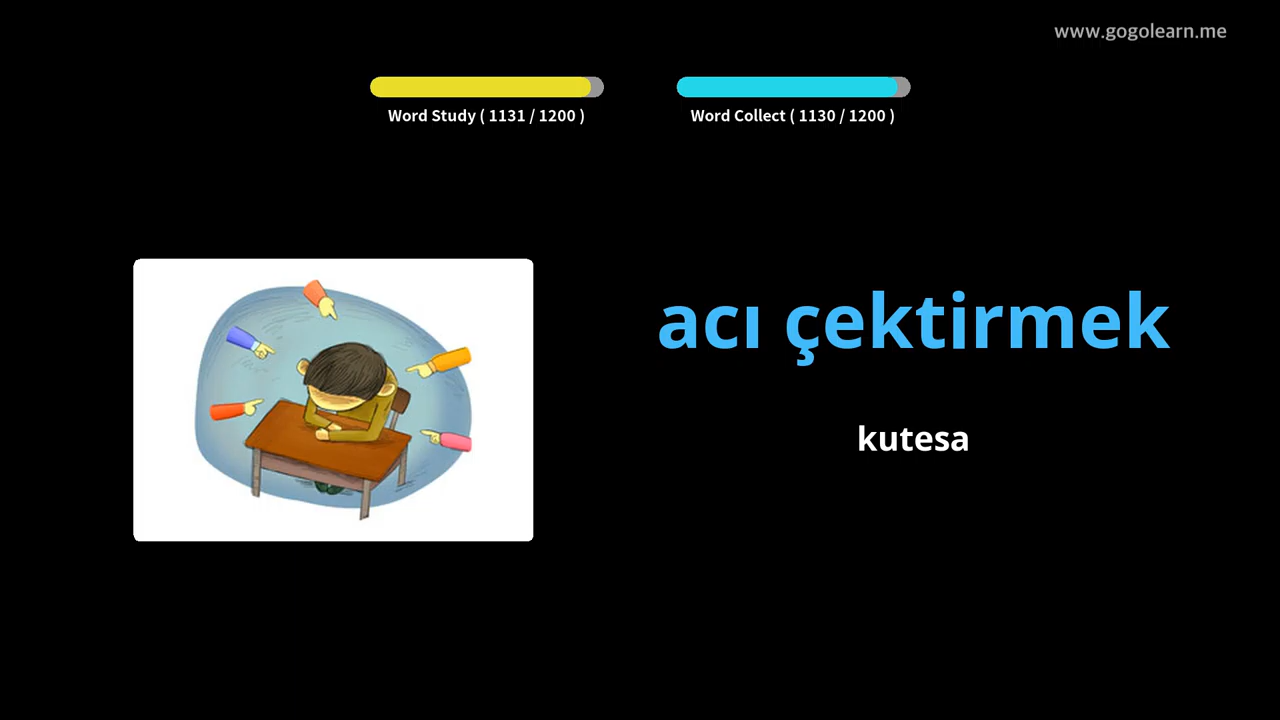 www.gogolearn.me
Word Study ( 1131 / 1200 )
Word Collect ( 1130 / 1200 )
acı çektirmek
kutesa